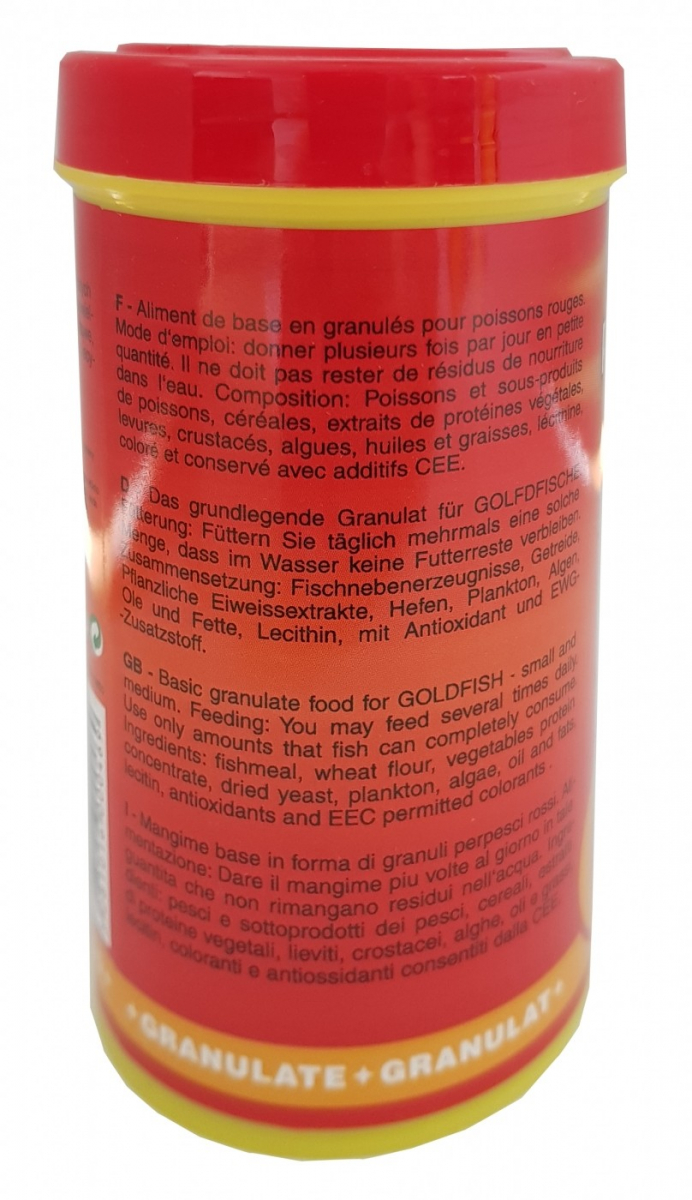 F - Aliment de base en granulés pour poissons rouges.
Mode d'emploi: donner plusieurs fois par jour en petite
quantité. Il ne doit pas rester de résidus de nourriture
dans l'eau. Composition: Poissons et sous-produits
de poissons, céréales, extraits de protéines végétales,
levures, crustacés, algues, huiles et graisses, lécithine,
coloré et conservé avec additifs CEE.
D - Das grundlegende Granulat für GOLFDFISCHE
Fütterung: Füttern Sie täglich mehrmals eine solche
Menge, dass im Wasser keine Futterreste verbleiben.
Zusammensetzung: Fischnebenerzeugnisse, Getreide,
Pflanzliche Eiweissextrakte, Hefen, Plankton, Algen,
Ole und Fette, Lecithin, mit Antioxidant und EWG-
-Zusatzstoff.
GB - Basic granulate food for GOLDFISH - small and
medium. Feeding: You may feed several times daily.
Use only amounts that fish can completely consume.
Ingredients: fishmeal, wheat flour, vegetables protein
concentrate, dried yeast, plankton, algae, oil and fats,
lecitin, antioxidants and EEC permitted colorants.
I - Mangime base in forma di granuli perpesci rossi. Ali-
mentazione: Dare il mangime piu volte al giorno in tale
quantita che non rimangano residui nell'acqua. Ingre-
dienti: pesci e sottoprodotti dei pesci, cereali, estratti
di proteine vegetali, lieviti, crostacei, alghe, oli e grassi,
lecitin, coloranti e antiossidanti consentiti dalla CEE.
+ GRANULATE + GRANULAT +